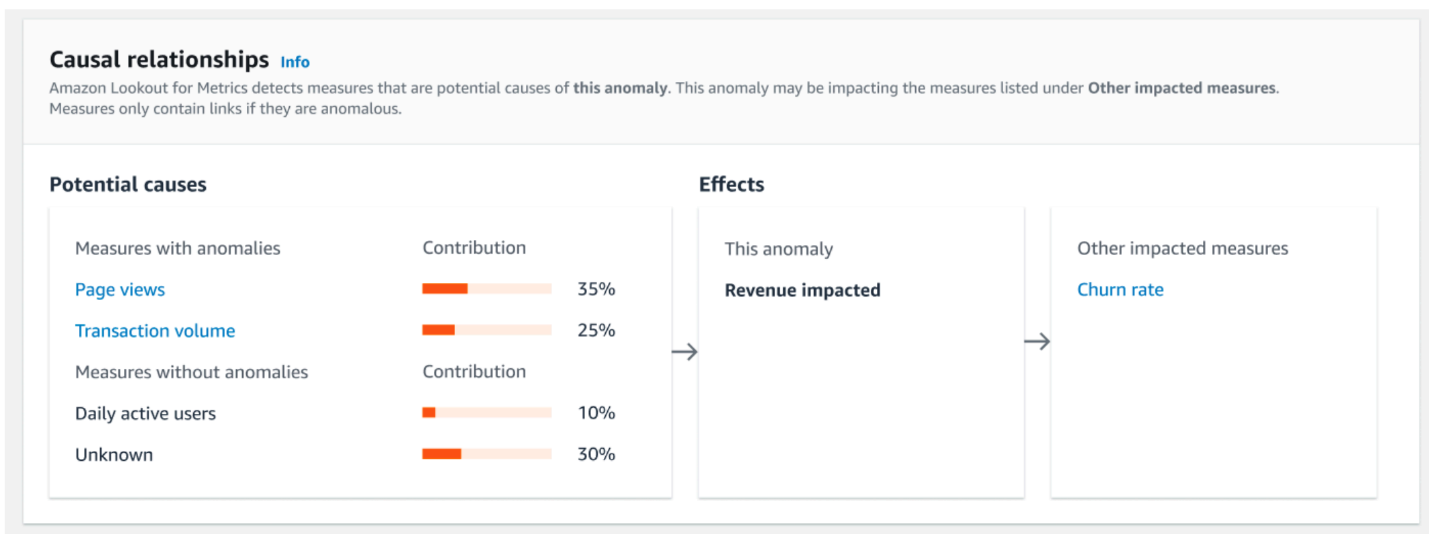 Causal relationships Info
Amazon Lookout for Metrics detects measures that are potential causes of this anomaly. This anomaly may be impacting the measures listed under Other impacted measures.
Measures only contain links if they are anomalous.
Potential causes
Measures with anomalies Contribution
Page views 35%
Transaction volume 25%
Measures without anomalies Contribution
Daily active users 10%
Unknown 30%
Effects
This anomaly
Revenue impacted
Other impacted measures
Churn rate